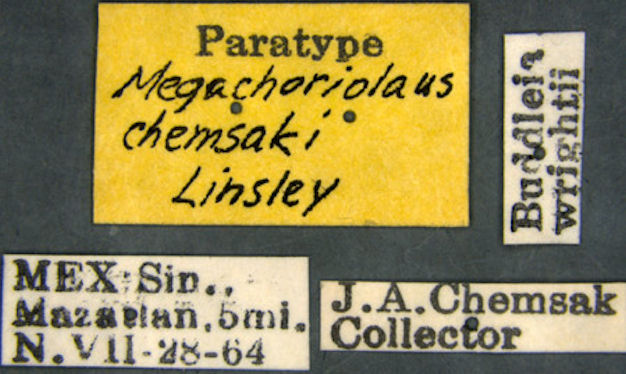 Paratype
Megachoriolaus
chemsaki
Linsley
Buddleia
wrightii
MEX: Sin.,
Mazatlan, 5mi.
N. VII-28-64
J.A. Chemsak
Collector